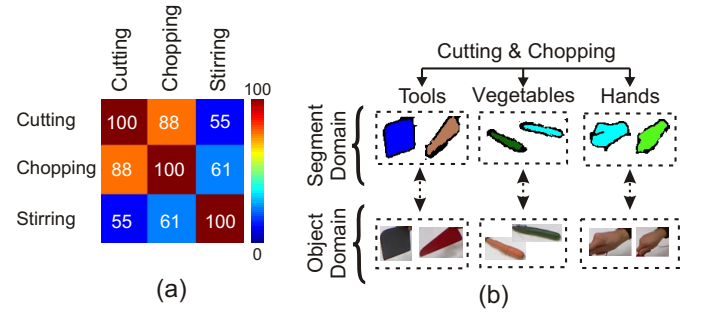 Cutting
Chopping
Stirring
100
Cutting 100 88 55
Chopping 88 100 61
Stirring 55 61 100
0
(a)
Cutting & Chopping
Tools Vegetables Hands
Segment
Domain
Object
Domain
(b)